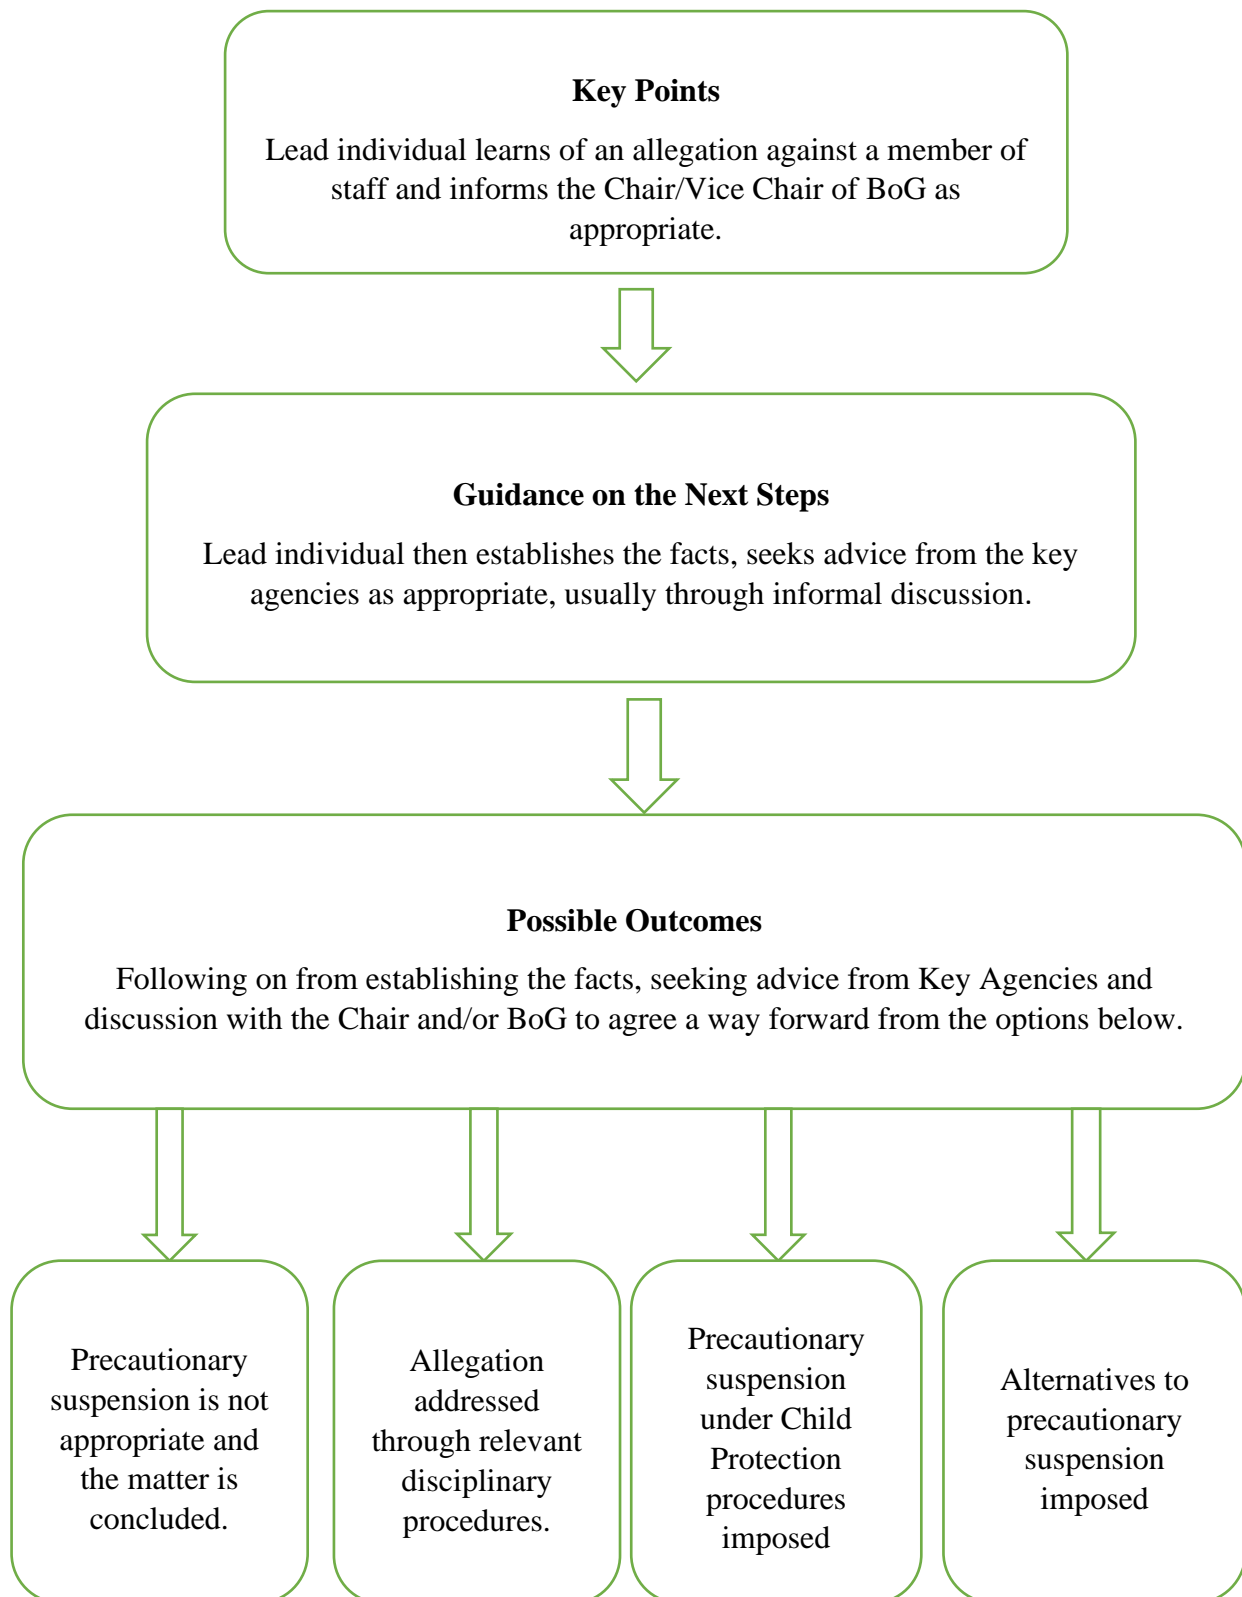 Key Points
Lead individual learns of an allegation against a member of
staff and informs the Chair/Vice Chair of BoG as
appropriate.
Guidance on the Next Steps
Lead individual then establishes the facts, seeks advice from the key
agencies as appropriate, usually through informal discussion.
Possible Outcomes
Following on from establishing the facts, seeking advice from Key Agencies and
discussion with the Chair and/or BoG to agree a way forward from the options below.
Precautionary
suspension is not
appropriate and
the matter is
concluded.
Allegation
addressed
through relevant
disciplinary
procedures.
Precautionary
suspension
under Child
Protection
procedures
imposed
Alternatives to
precautionary
suspension
imposed